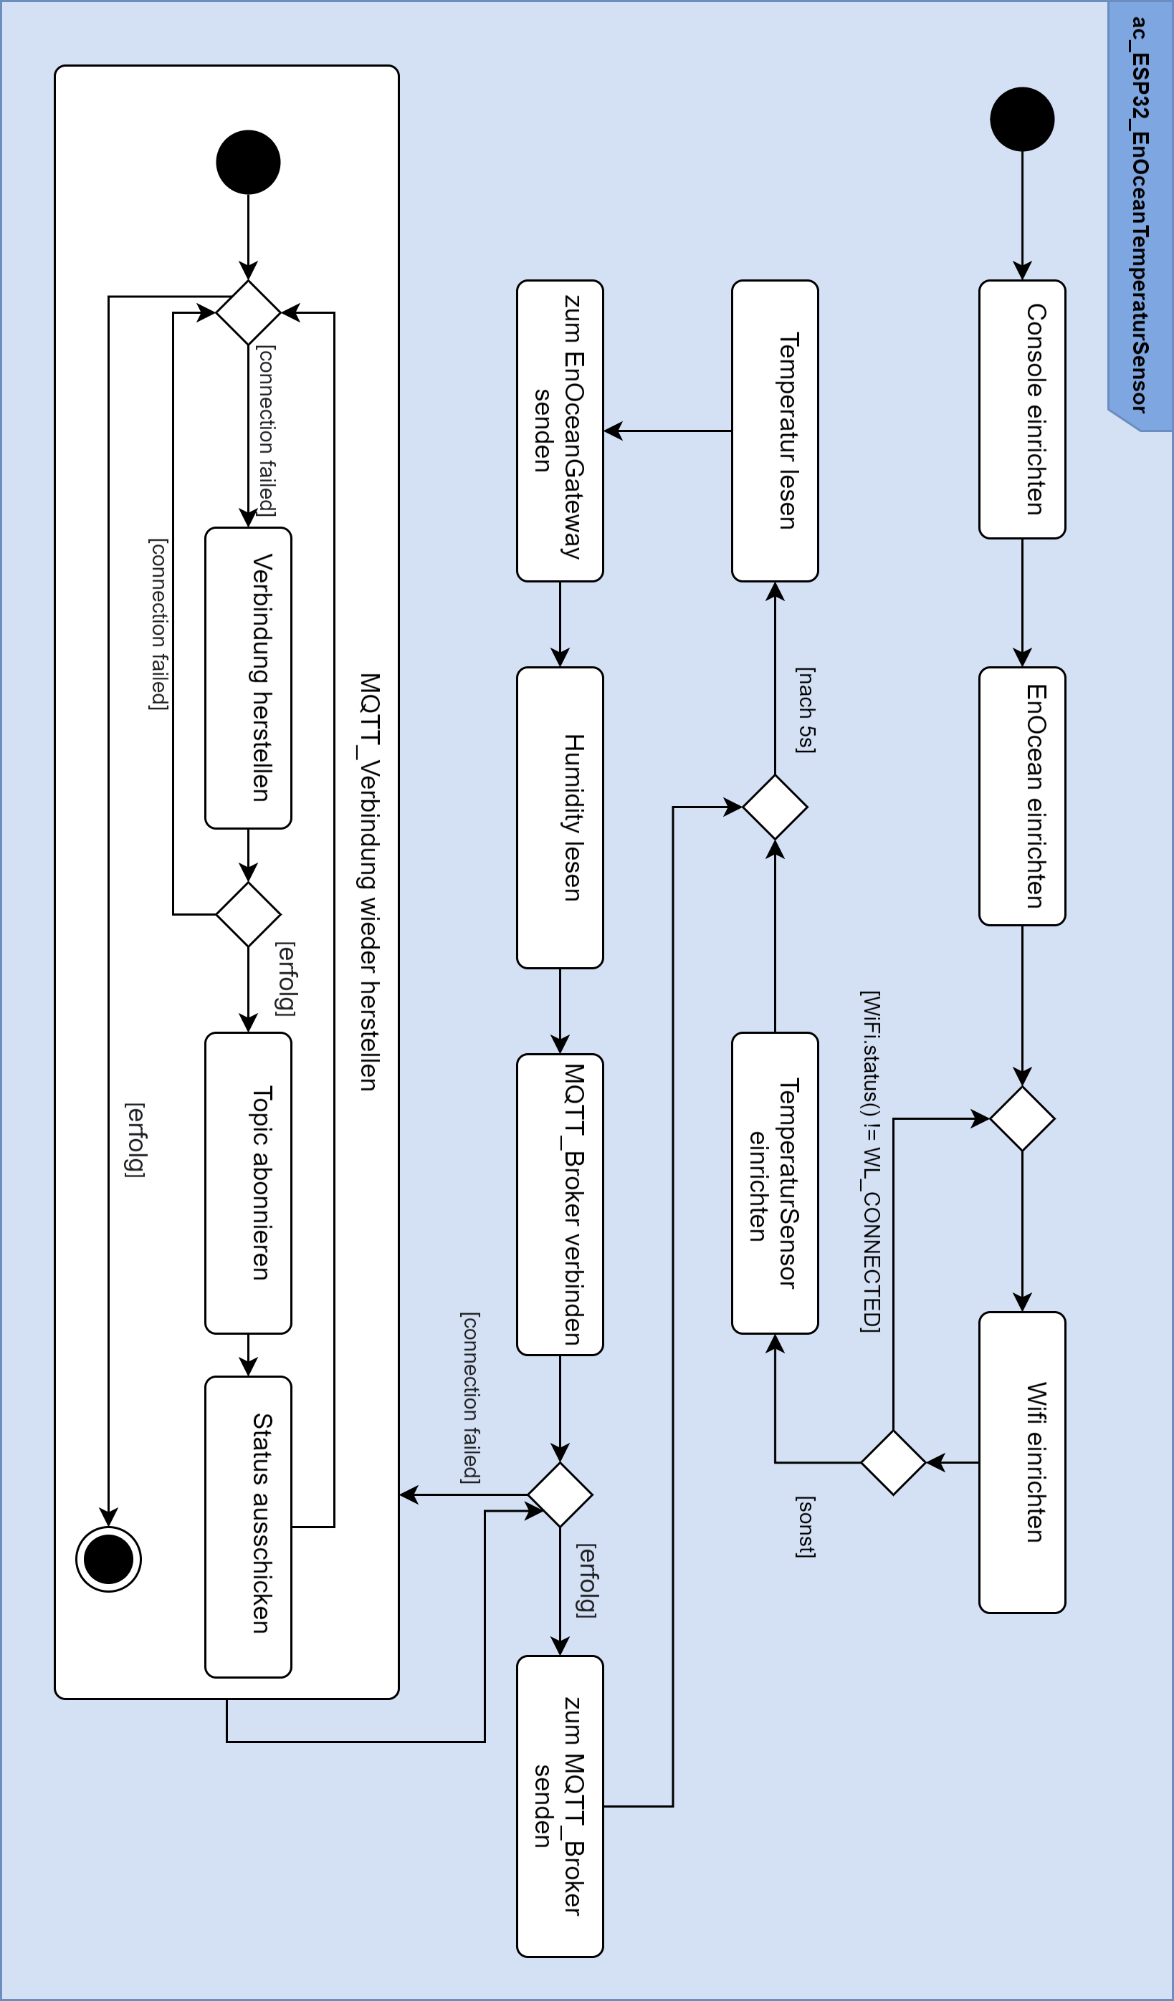 ac_ESP32_EnOceanTemperaturSensor
Console einrichten
EnOcean einrichten
Wifi einrichten
[WiFi.status() != WL_CONNECTED]
[sonst]
TemperaturSensor
einrichten
[nach 5s]
Temperatur lesen
zum EnOceanGateway
senden
Humidity lesen
MQTT_Broker verbinden
[erfolg]
zum MQTT_Broker
senden
[connection failed]
MQTT_Verbindung wieder herstellen
[connection failed]
Verbindung herstellen
[erfolg]
Topic abonnieren
Status ausschicken
[connection failed]
[erfolg]